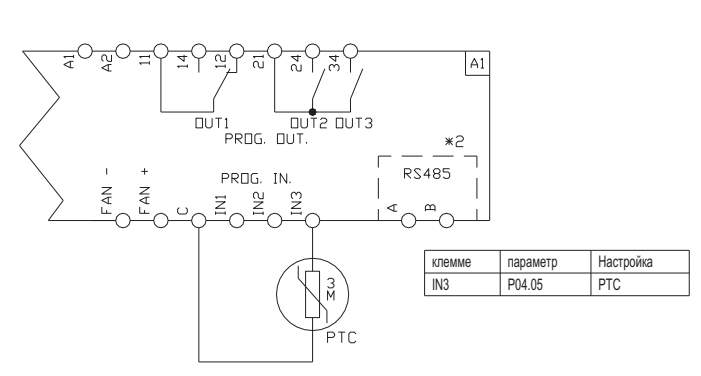 A1 A2 11 14 12 21 24 34
A1
OUT1 OUT2 OUT3
PROG. OUT.
*2
RS485
PROG. IN.
FAN - FAN + C IN1 IN2 IN3 A B
3
M
PTC
клемме параметр Настройка
IN3 P04.05 PTC